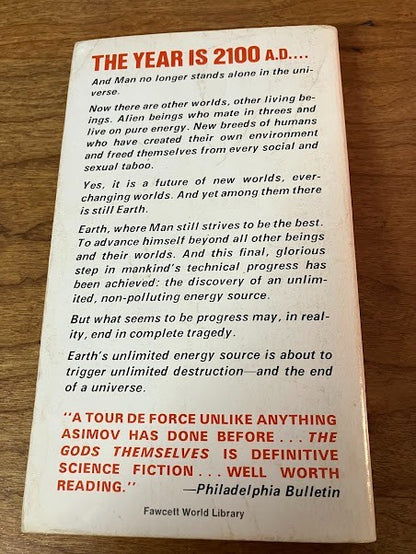 THE YEAR IS 2100 A.D....
And Man no longer stands alone in the uni-
verse.
Now there are other worlds, other living be-
ings. Alien beings who mate in threes and
live on pure energy. New breeds of humans
who have created their own environment
and freed themselves from every social and
sexual taboo.
Yes, it is a future of new worlds, ever-
changing worlds. And yet among them there
is still Earth.
Earth, where Man still strives to be the best.
To advance himself beyond all other beings
and their worlds. And this final, glorious
step in mankind's technical progress has
been achieved: the discovery of an unlim-
ited, non-polluting energy source.
But what seems to be progress may, in real-
ity, end in complete tragedy.
Earth's unlimited energy source is about to
trigger unlimited destruction—and the end
of a universe.
"A TOUR DE FORCE UNLIKE ANYTHING
ASIMOV HAS DONE BEFORE... THE
GODS THEMSELVES IS DEFINITIVE
SCIENCE FICTION... WELL WORTH
READING." —Philadelphia Bulletin
Fawcett World Library